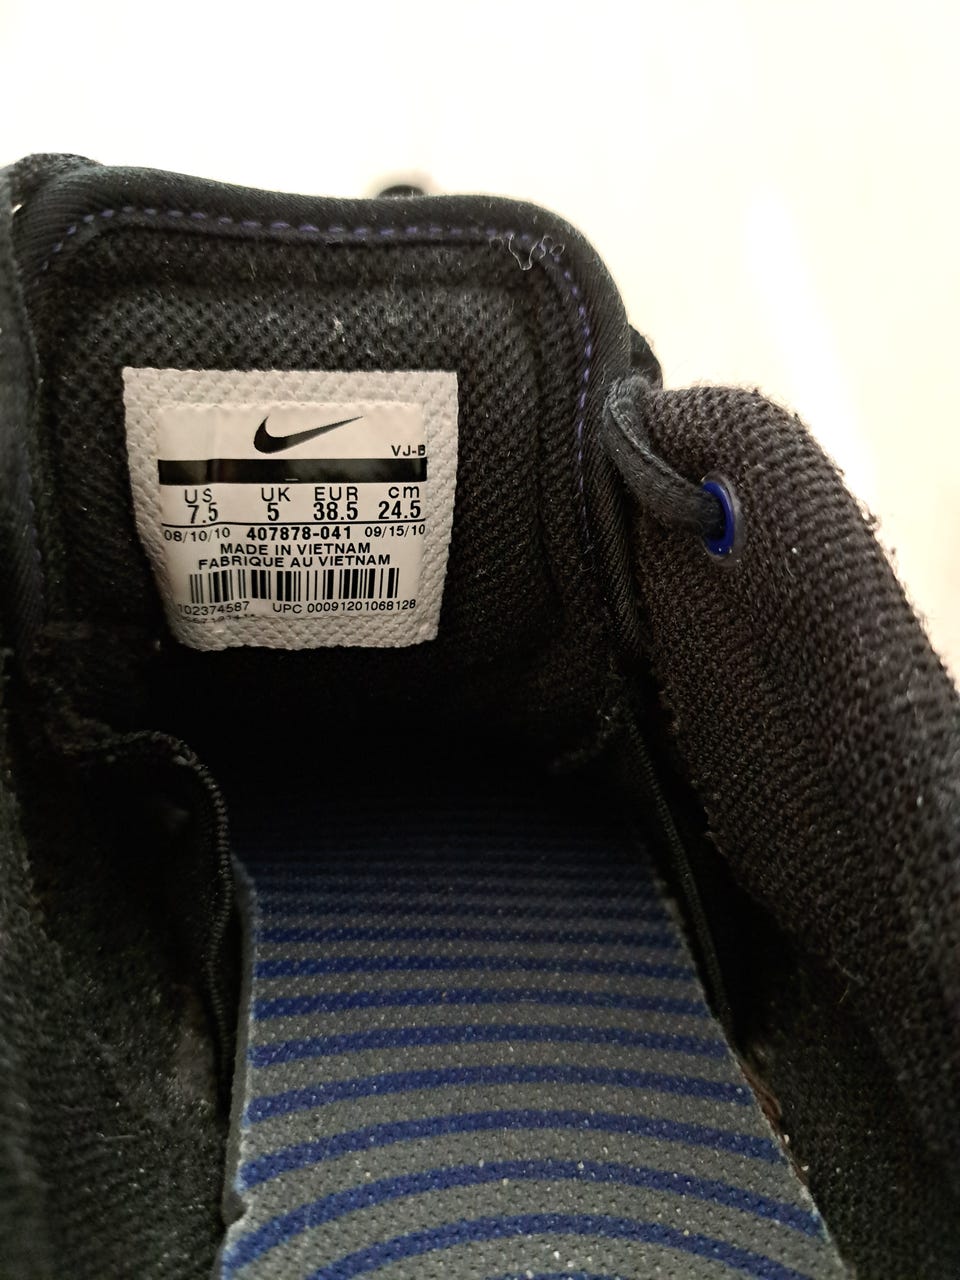 VJ-B
US UK EUR cm
7.5 5 38.5 24.5
08/10/10 407878-041 09/15/10
MADE IN VIETNAM
FABRIQUE AU VIETNAM
102374587 UPC 00091201068128